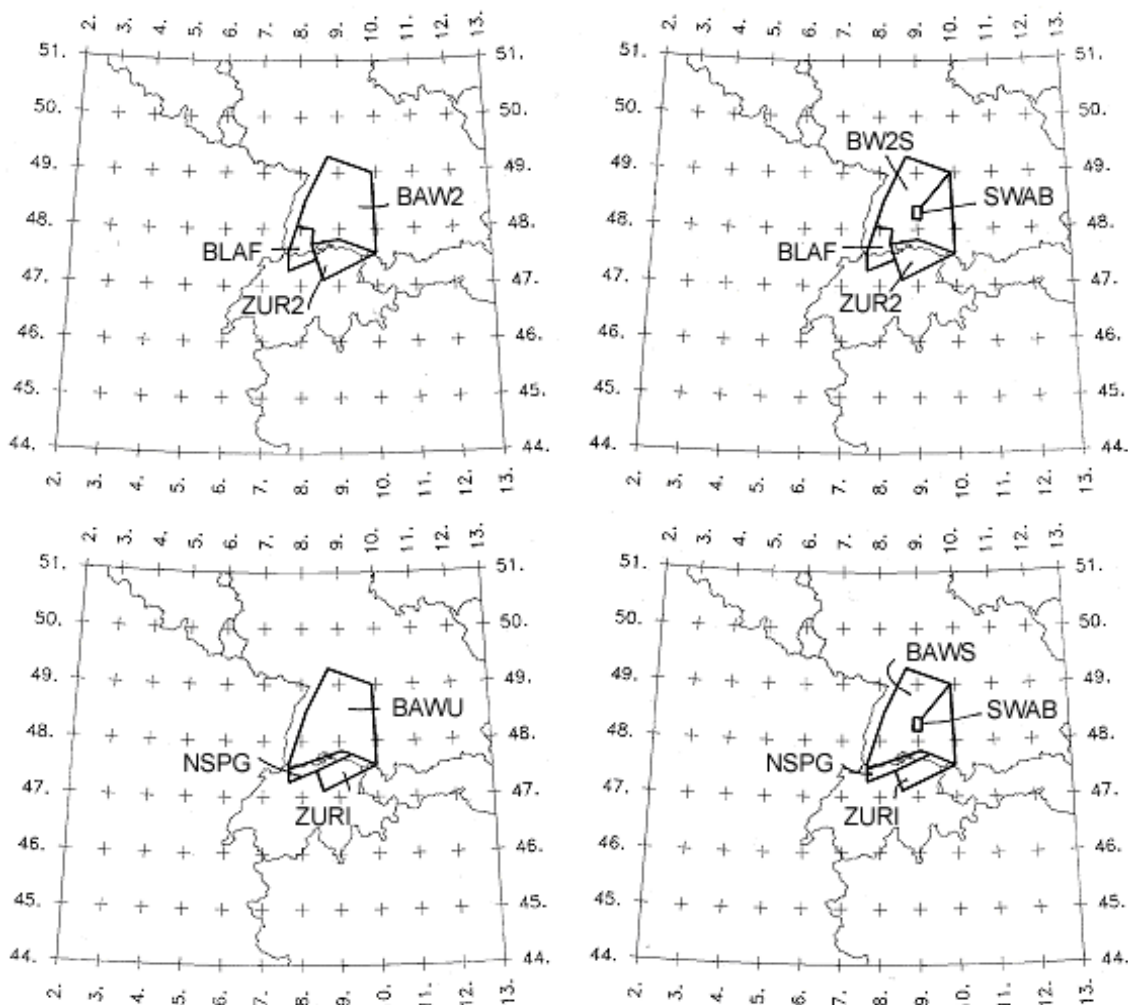 2. 3. 4. 5. 6. 7. 8. 9. 10. 11. 12. 13.
51. 51.
50. 50.
49. 49.
BAW2
48. 48.
BLAF
47. 47.
ZUR2
46. 46.
45. 45.
44. 44.
2. 3. 4. 5. 6. 7. 8. 9. 10. 11. 12. 13.
2. 3. 4. 5. 6. 7. 8. 9. 10. 11. 12. 13.
51. 51.
50. 50.
BW2S
49. 49.
SWAB
48. 48.
BLAF
47. 47.
ZUR2
46. 46.
45. 45.
44. 44.
2. 3. 4. 5. 6. 7. 8. 9. 10. 11. 12. 13.
2. 3. 4. 5. 6. 7. 8. 9. 10. 11. 12. 13.
51. 51.
50. 50.
49. 49.
BAWU
48. 48.
NSPG
47. 47.
ZUR1
46. 46.
45. 45.
44. 44.
2. 3. 4. 5. 6. 7. 8. 9. 10. 11. 12. 13.
2. 3. 4. 5. 6. 7. 8. 9. 10. 11. 12. 13.
51. 51.
50. 50.
BAWS
49. 49.
SWAB
48. 48.
NSPG
47. 47.
ZUR1
46. 46.
45. 45.
44. 44.
2. 3. 4. 5. 6. 7. 8. 9. 10. 11. 12. 13.